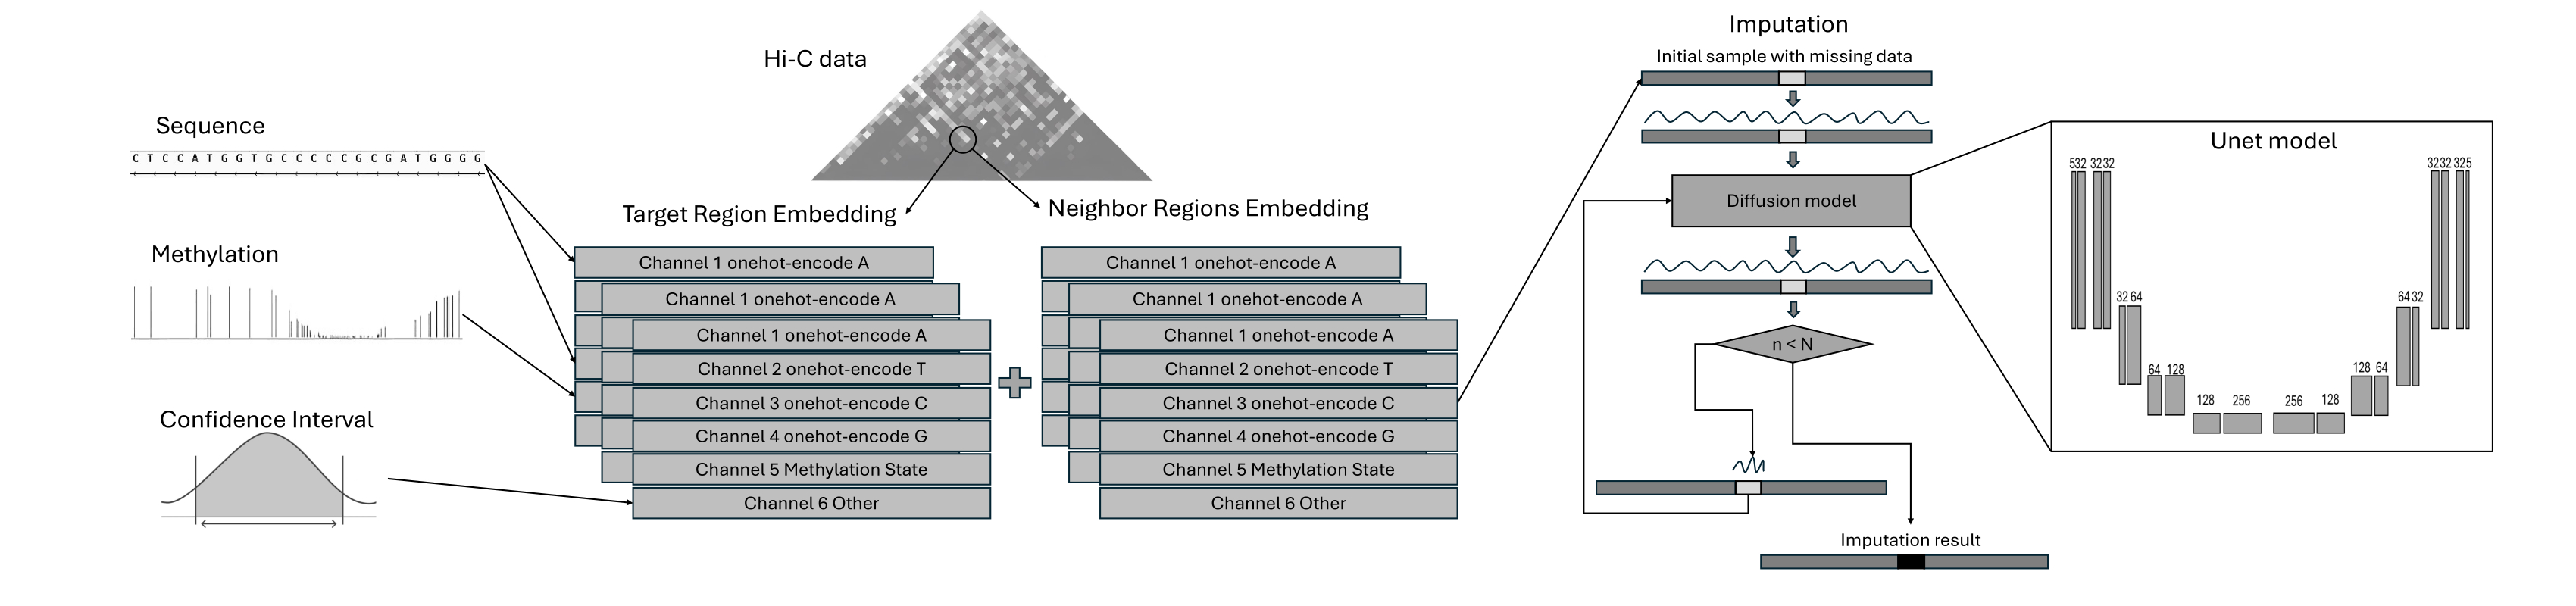 Sequence
C T C C A T G G T G C C C C C G C G A T G G G G
Methylation
Confidence Interval
Hi-C data
Target Region Embedding
Neighbor Regions Embedding
Channel 1 onehot-encode A
Channel 1 onehot-encode A
Channel 1 onehot-encode A
Channel 2 onehot-encode T
Channel 3 onehot-encode C
Channel 4 onehot-encode G
Channel 5 Methylation State
Channel 6 Other
Channel 1 onehot-encode A
Channel 1 onehot-encode A
Channel 1 onehot-encode A
Channel 2 onehot-encode T
Channel 3 onehot-encode C
Channel 4 onehot-encode G
Channel 5 Methylation State
Channel 6 Other
Imputation
Initial sample with missing data
Diffusion model
n < N
Imputation result
Unet model
532 3232
32 64
64 128
128 256
256 128
128 64
64 32
3232 325